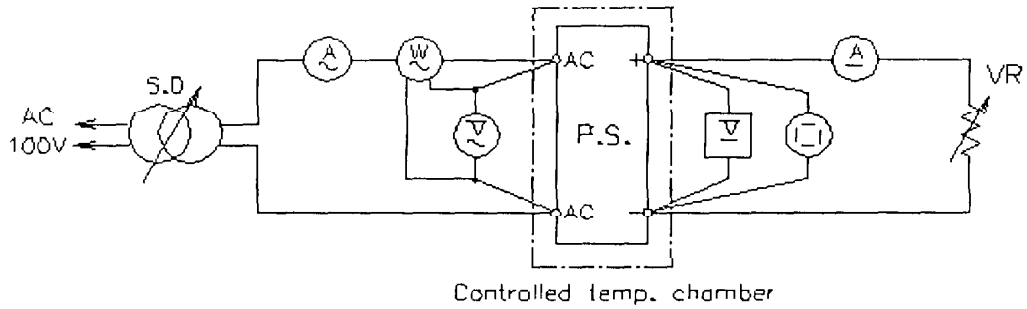 S.D
AC
100V
A
W
V
AC
AC
P.S.
+
−
V
A
VR
Controlled temp. chamber